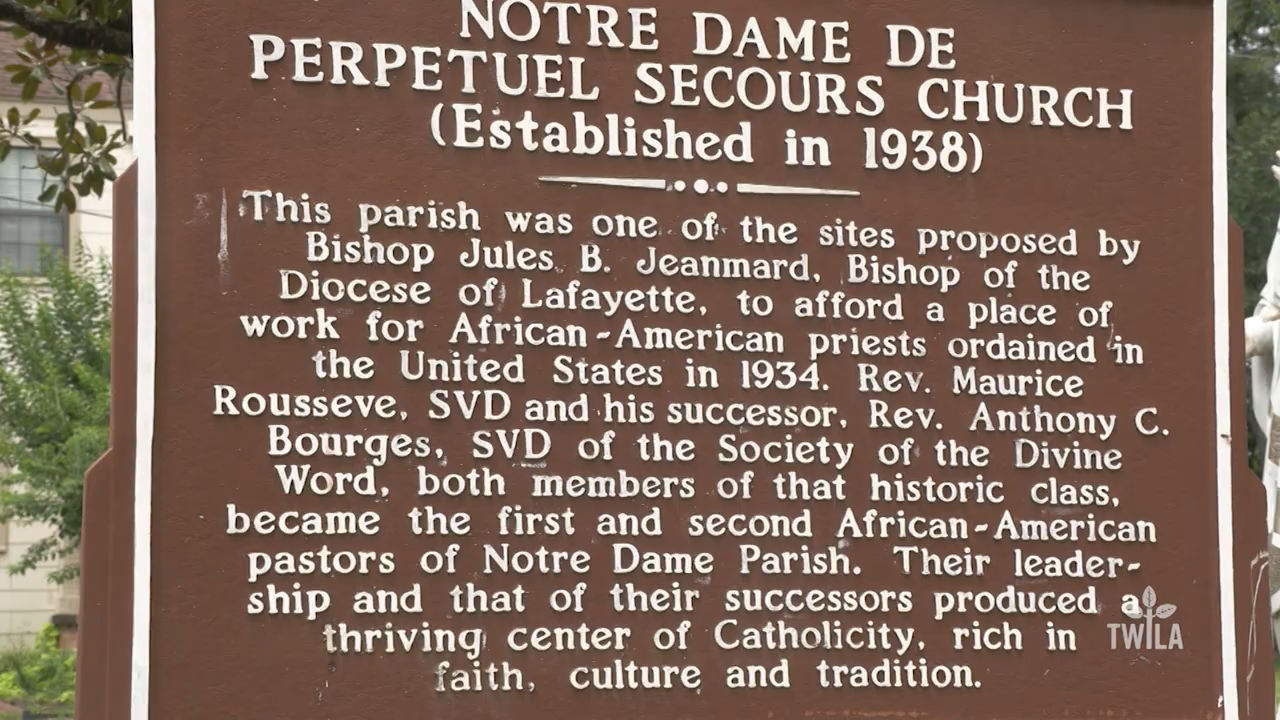 NOTRE DAME DE
PERPETUEL SECOURS CHURCH
(Established in 1938)
This parish was one of the sites proposed by
Bishop Jules B. Jeanmard, Bishop of the
Diocese of Lafayette, to afford a place of
work for African-American priests ordained in
the United States in 1934. Rev. Maurice
Rousseve, SVD and his successor, Rev. Anthony C.
Bourges, SVD of the Society of the Divine
Word, both members of that historic class,
became the first and second African-American
pastors of Notre Dame Parish. Their leader-
ship and that of their successors produced a
thriving center of Catholicity, rich in
faith, culture and tradition.
TWILA